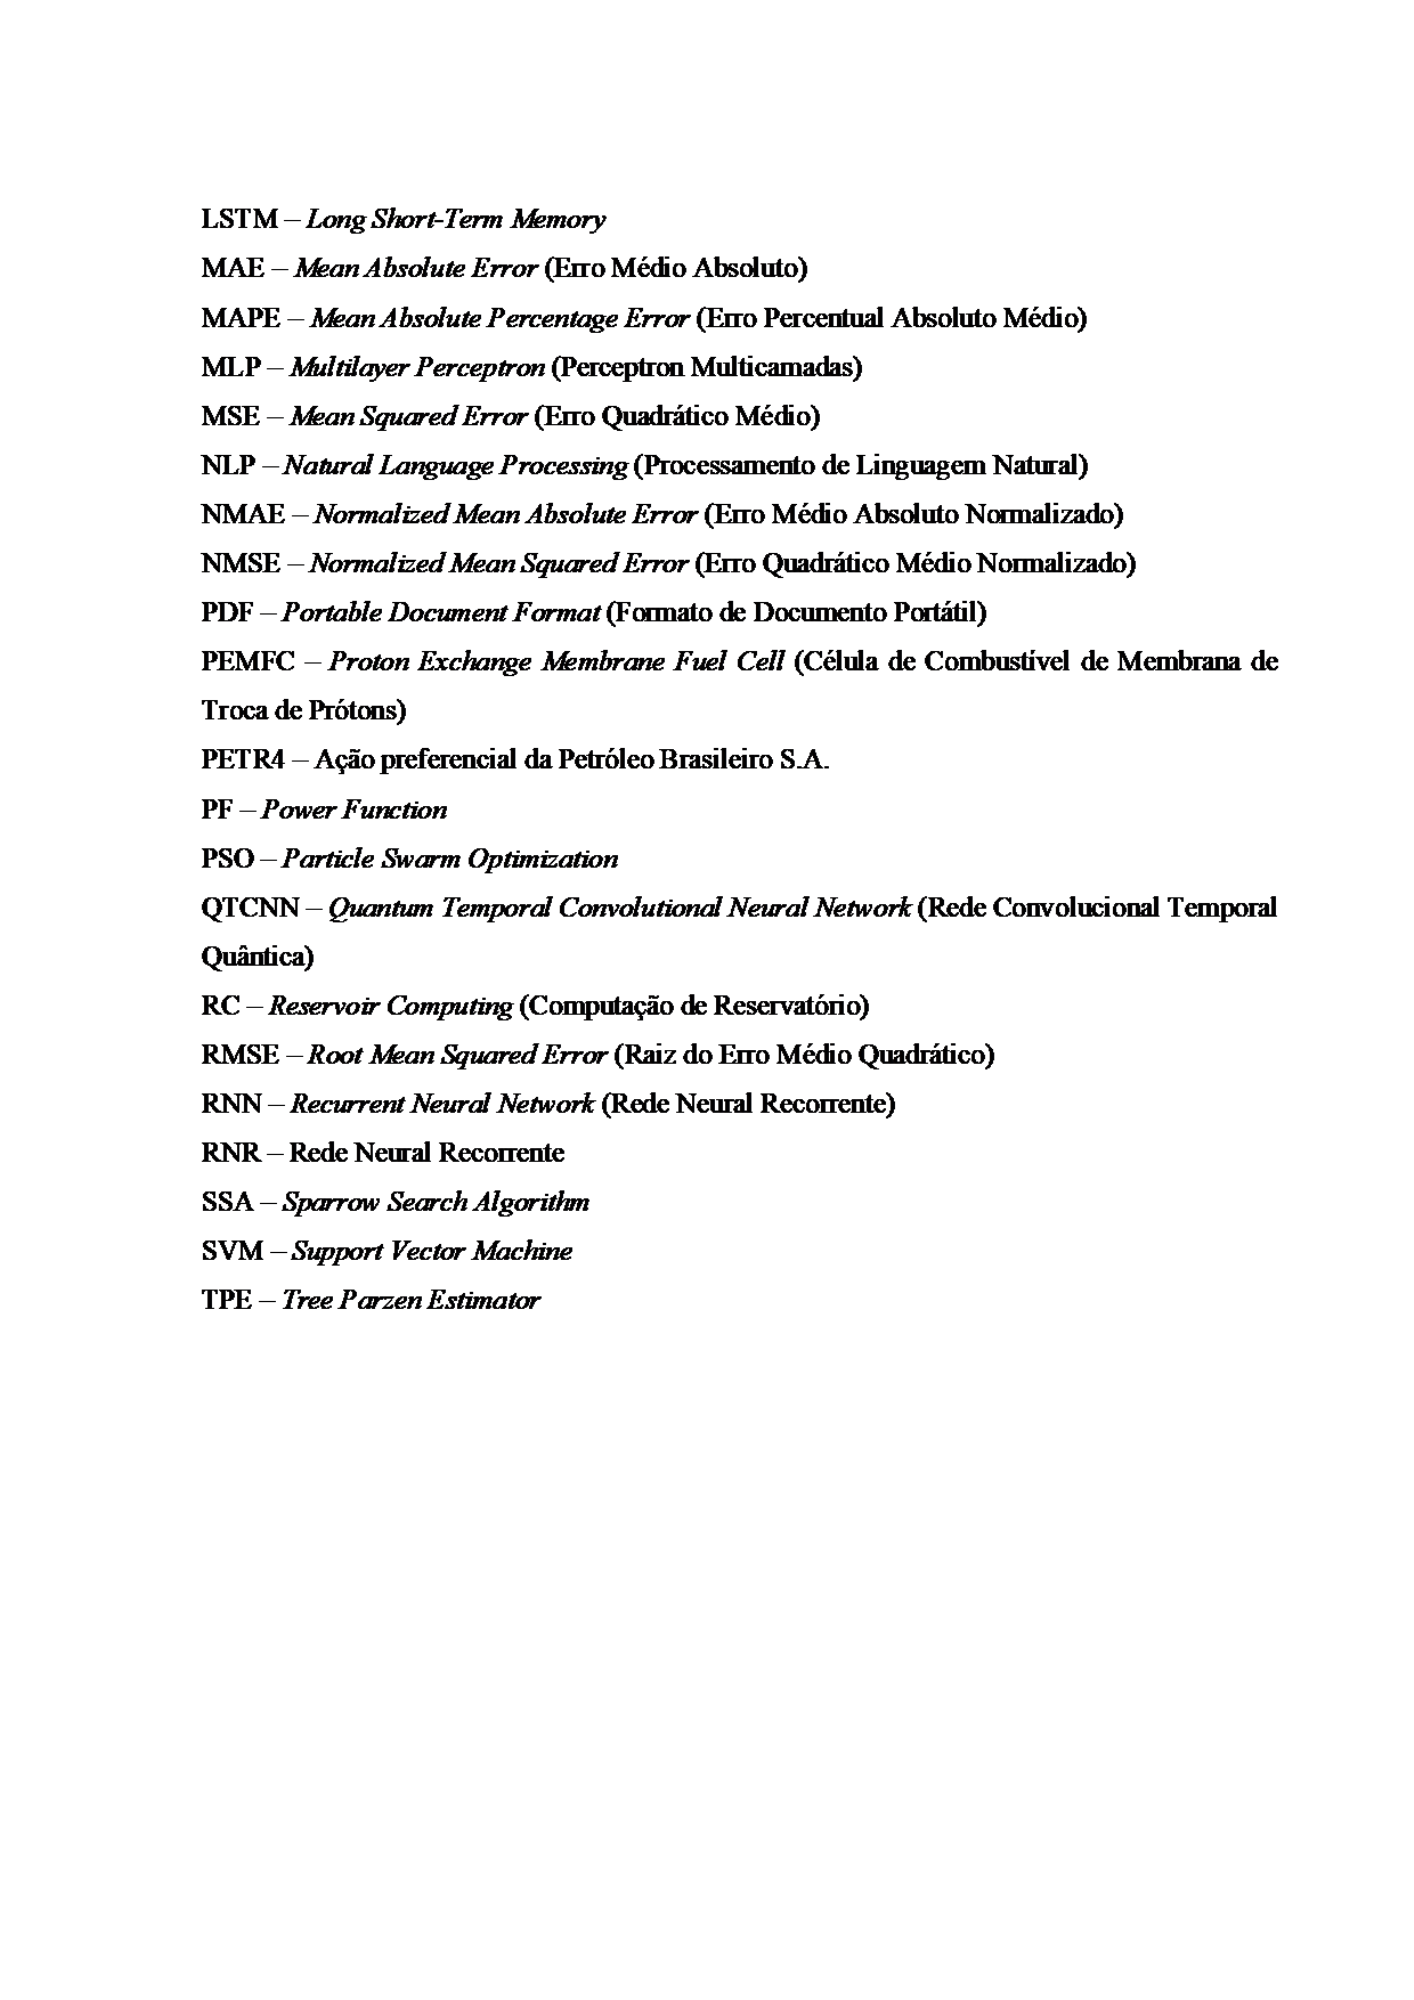 LSTM – Long Short-Term Memory
MAE – Mean Absolute Error (Erro Médio Absoluto)
MAPE – Mean Absolute Percentage Error (Erro Percentual Absoluto Médio)
MLP – Multilayer Perceptron (Perceptron Multicamadas)
MSE – Mean Squared Error (Erro Quadrático Médio)
NLP – Natural Language Processing (Processamento de Linguagem Natural)
NMAE – Normalized Mean Absolute Error (Erro Médio Absoluto Normalizado)
NMSE – Normalized Mean Squared Error (Erro Quadrático Médio Normalizado)
PDF – Portable Document Format (Formato de Documento Portátil)
PEMFC – Proton Exchange Membrane Fuel Cell (Célula de Combustível de Membrana de
Troca de Prótons)
PETR4 – Ação preferencial da Petróleo Brasileiro S.A.
PF – Power Function
PSO – Particle Swarm Optimization
QTCNN – Quantum Temporal Convolutional Neural Network (Rede Convolucional Temporal
Quântica)
RC – Reservoir Computing (Computação de Reservatório)
RMSE – Root Mean Squared Error (Raiz do Erro Médio Quadrático)
RNN – Recurrent Neural Network (Rede Neural Recorrente)
RNR – Rede Neural Recorrente
SSA – Sparrow Search Algorithm
SVM – Support Vector Machine
TPE – Tree Parzen Estimator